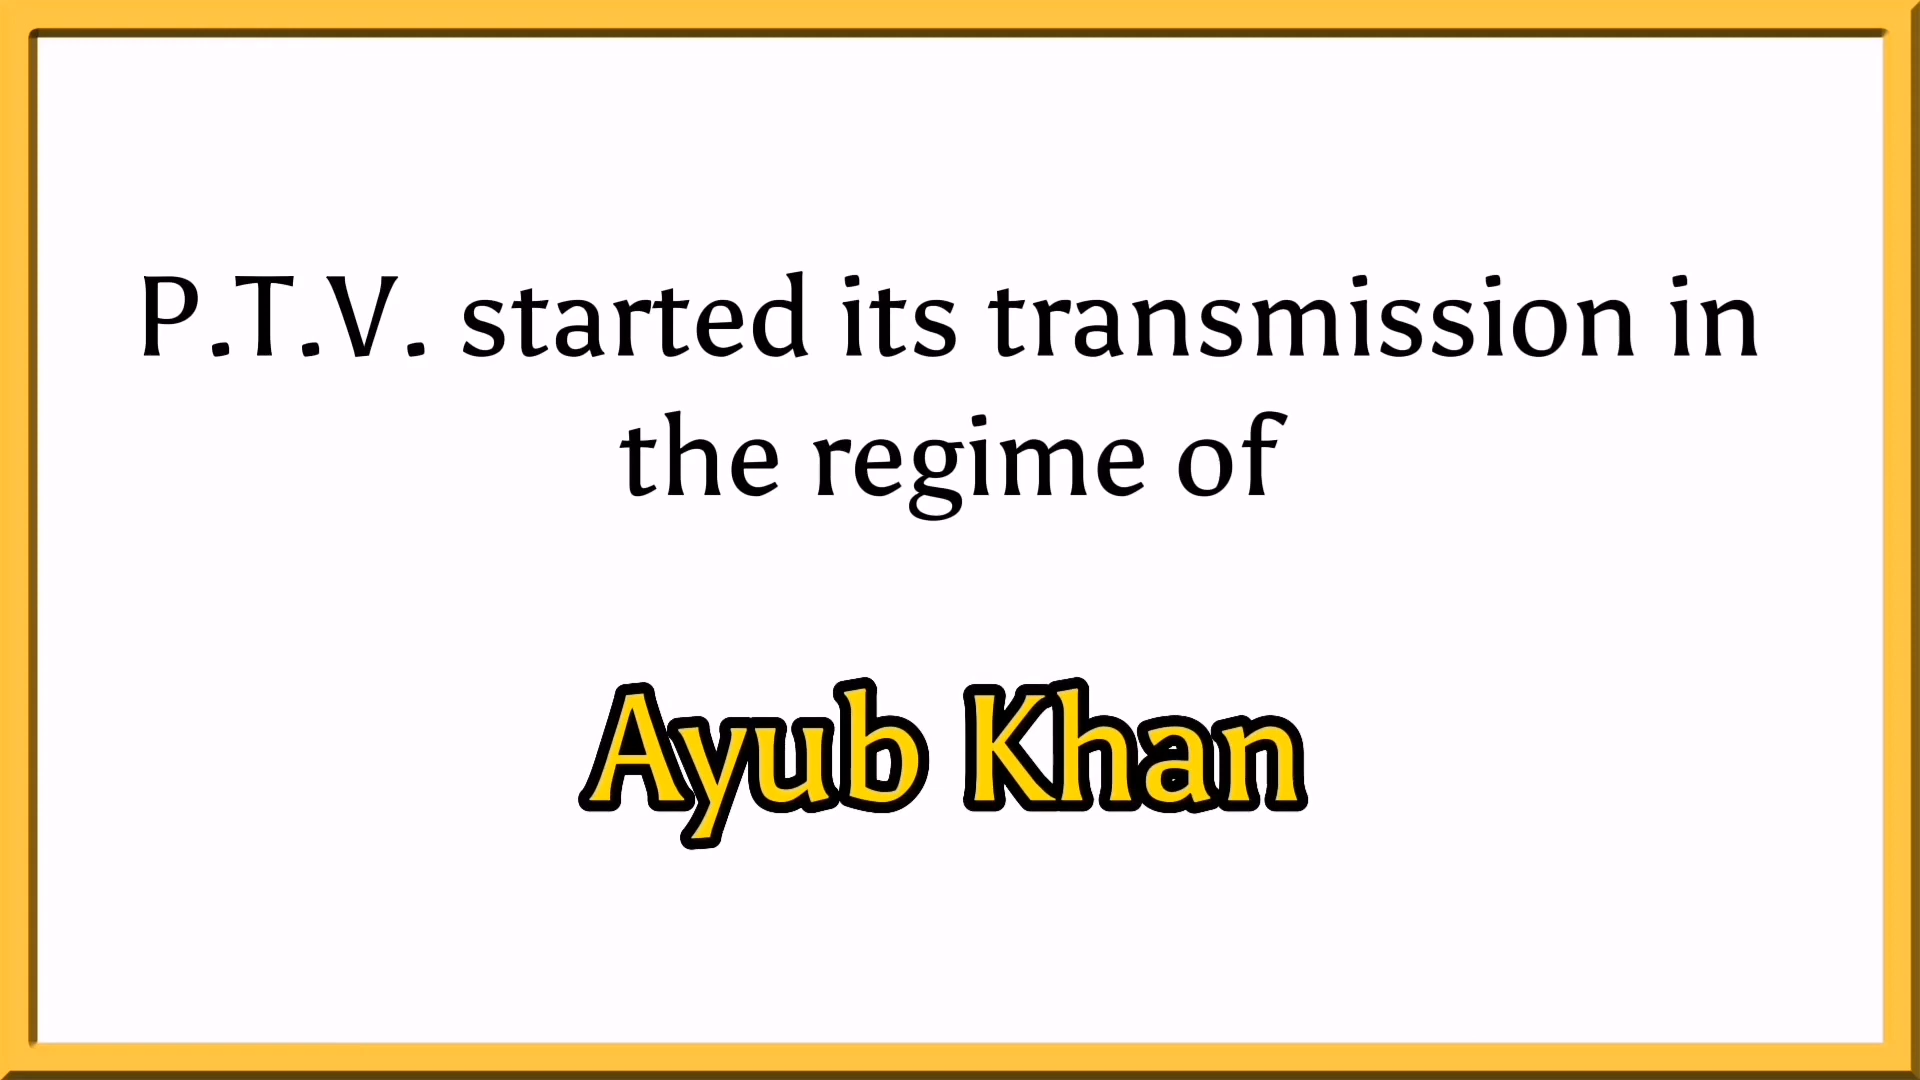 P.T.V. started its transmission in
the regime of
Ayub Khan